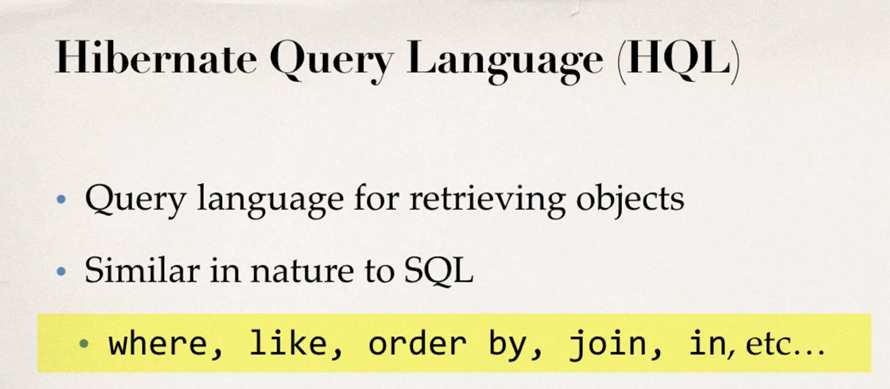 Hibernate Query Language (HQL)
• Query language for retrieving objects
• Similar in nature to SQL
• where, like, order by, join, in, etc…